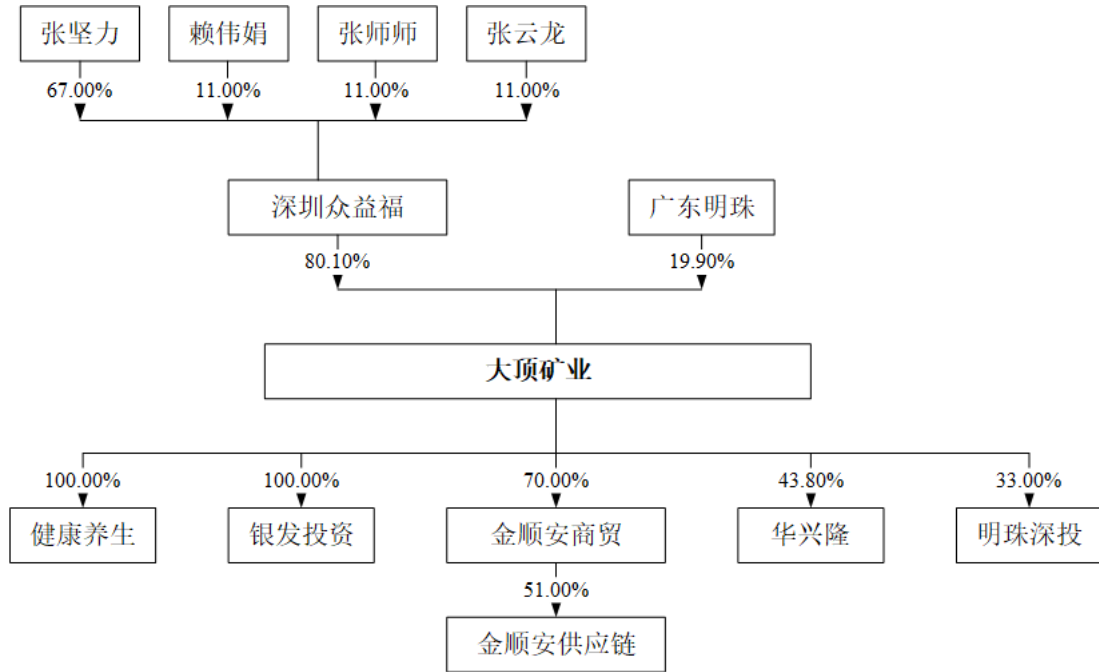 张坚力 赖伟娟 张师师 张云龙
67.00% 11.00% 11.00% 11.00%
深圳众益福 广东明珠
80.10% 19.90%
大顶矿业
100.00% 100.00% 70.00% 43.80% 33.00%
健康养生 银发投资 金顺安商贸 华兴隆 明珠深投
51.00%
金顺安供应链